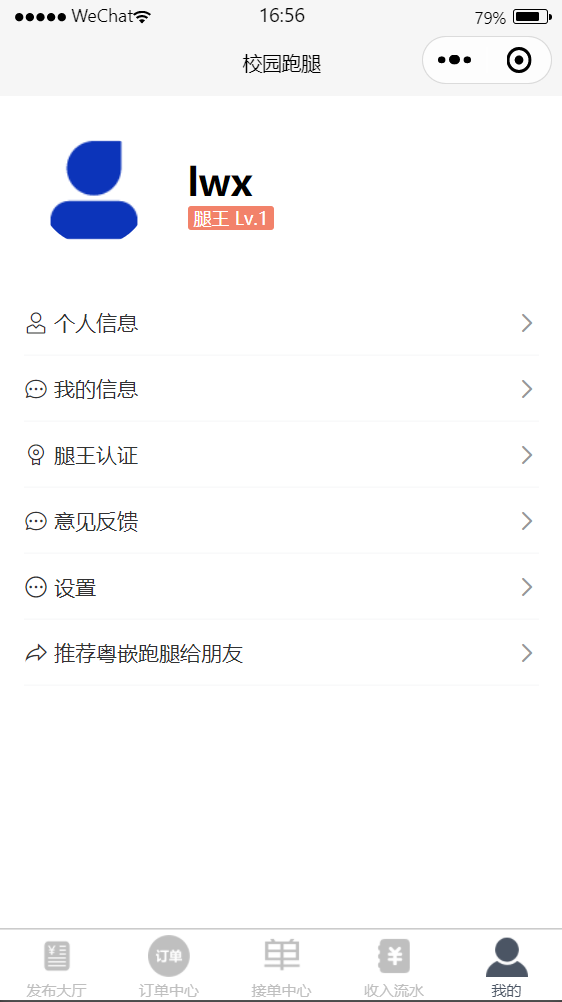 WeChat 16:56 79%
校园跑腿
lwx
腿王 Lv.1
个人信息
我的信息
腿王认证
意见反馈
设置
推荐粤嵌跑腿给朋友
¥ 订单 单 ¥
发布大厅 订单中心 接单中心 收入流水 我的